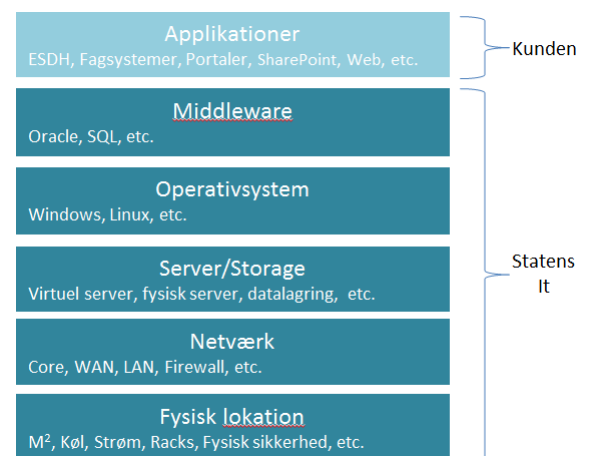 Applikationer
ESDH, Fagsystemer, Portaler, SharePoint, Web, etc.
Kunden
Middleware
Oracle, SQL, etc.
Operativsystem
Windows, Linux, etc.
Server/Storage
Virtuel server, fysisk server, datalagring, etc.
Statens
It
Netværk
Core, WAN, LAN, Firewall, etc.
Fysisk lokation
M², Køl, Strøm, Racks, Fysisk sikkerhed, etc.